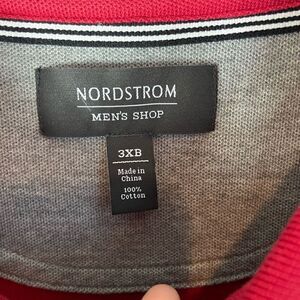 NORDSTROM
MEN'S SHOP
3XB
Made in
China
100%
Cotton